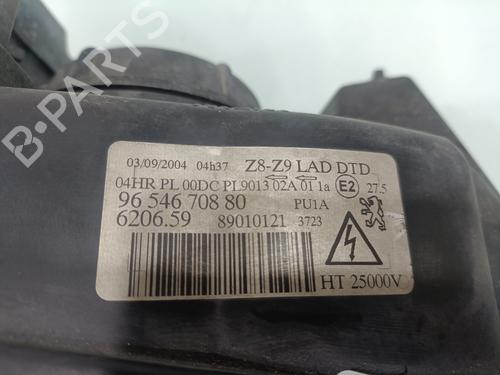 03/09/2004 04h37 Z8-Z9 LAD DTD
04HR PL 00DC PL9013 02A 01 1a E2 27.5
96 546 708 80 PU1A
6206.59 89010121 3723
HT 25000V
B-PARTS